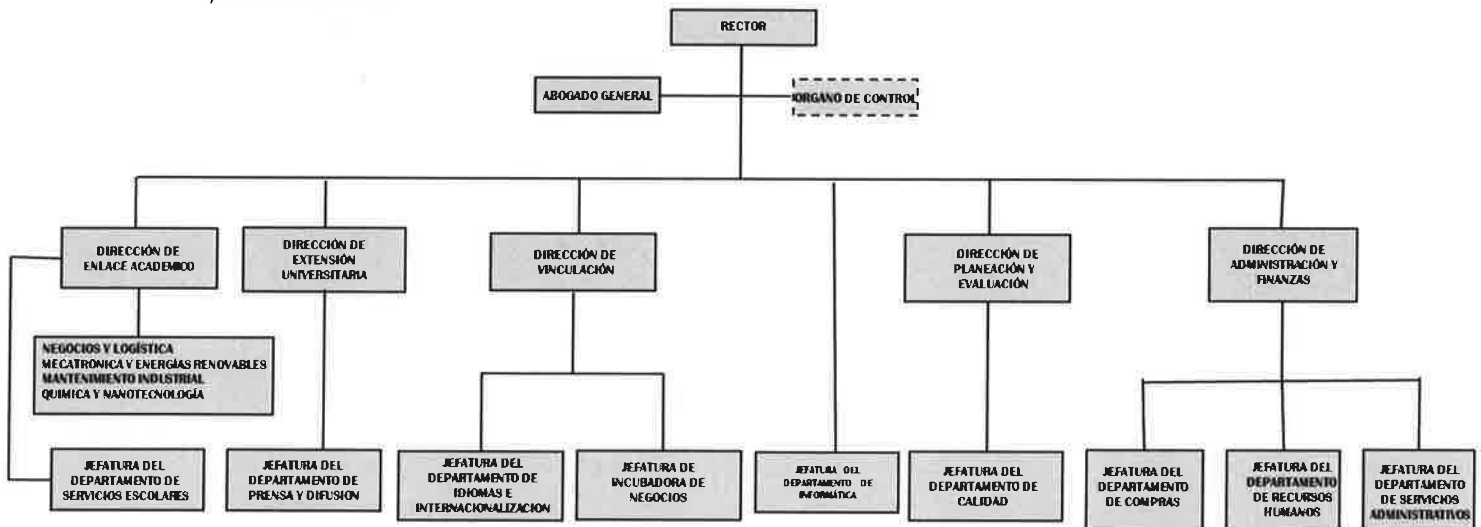 RECTOR
ABOGADO GENERAL
ORGANO DE CONTROL
DIRECCIÓN DE
ENLACE ACADEMICO
DIRECCIÓN DE
EXTENSIÓN
UNIVERSITARIA
DIRECCIÓN DE
VINCULACIÓN
DIRECCIÓN DE
PLANEACIÓN Y
EVALUACIÓN
DIRECCIÓN DE
ADMINISTRACIÓN Y
FINANZAS
NEGOCIOS Y LOGÍSTICA
MECATRÓNICA Y ENERGÍAS RENOVABLES
MANTENIMIENTO INDUSTRIAL
QUIMICA Y NANOTECNOLOGÍA
JEFATURA DEL
DEPARTAMENTO DE
SERVICIOS ESCOLARES
JEFATURA DEL
DEPARTAMENTO DE
PRENSA Y DIFUSION
JEFATURA DEL
DEPARTAMENTO DE
IDIOMAS E
INTERNACIONALIZACION
JEFATURA DE
INCUBADORA DE
NEGOCIOS
JEFATURA DEL
DEPARTAMENTO DE
INFORMÁTICA
JEFATURA DEL
DEPARTAMENTO DE
CALIDAD
JEFATURA DEL
DEPARTAMENTO
DE COMPRAS
JEFATURA DEL
DEPARTAMENTO
DE RECURSOS
HUMANOS
JEFATURA DEL
DEPARTAMENTO
DE SERVICIOS
ADMINISTRATIVOS